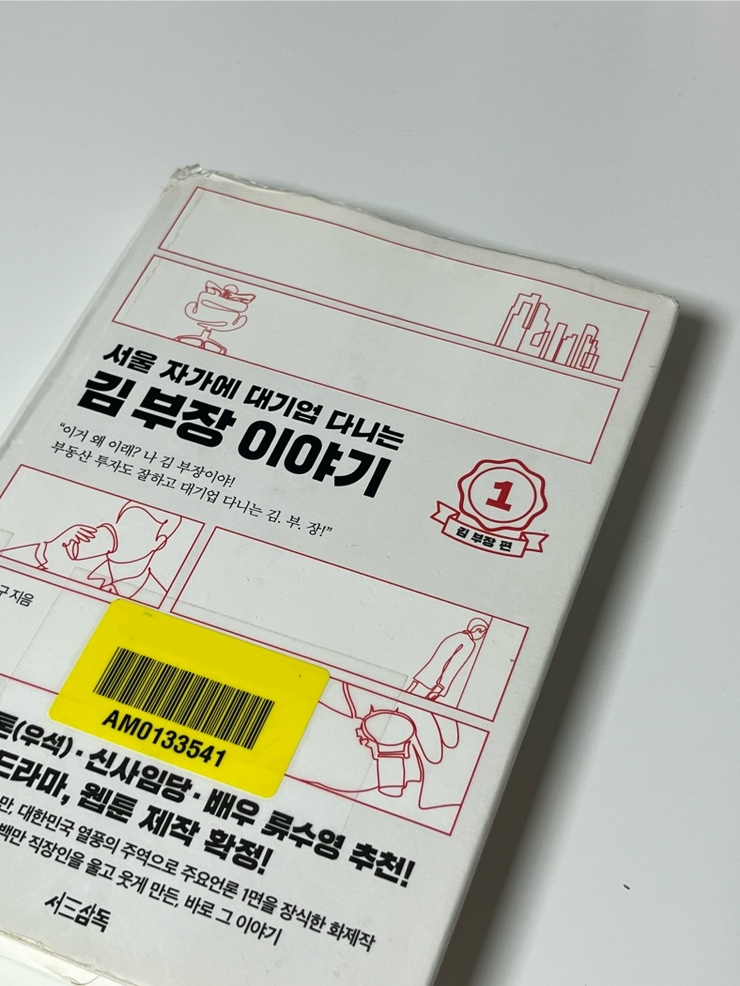 서울 자가에 대기업 다니는
김 부장 이야기
"이거 왜 이래? 나 김 부장이야!
부동산 투자도 잘하고 대기업 다니는 김. 부. 장!"
1
김 부장 편
지음
AM0133541
(우석)·신사임당·배우 류수영 추천!
드라마, 웹툰 제작 확정!
만, 대한민국 열풍의 주역으로 주요언론 1면을 장식한 화제작
백만 직장인을 울고 웃게 만든, 바로 그 이야기
서삼독